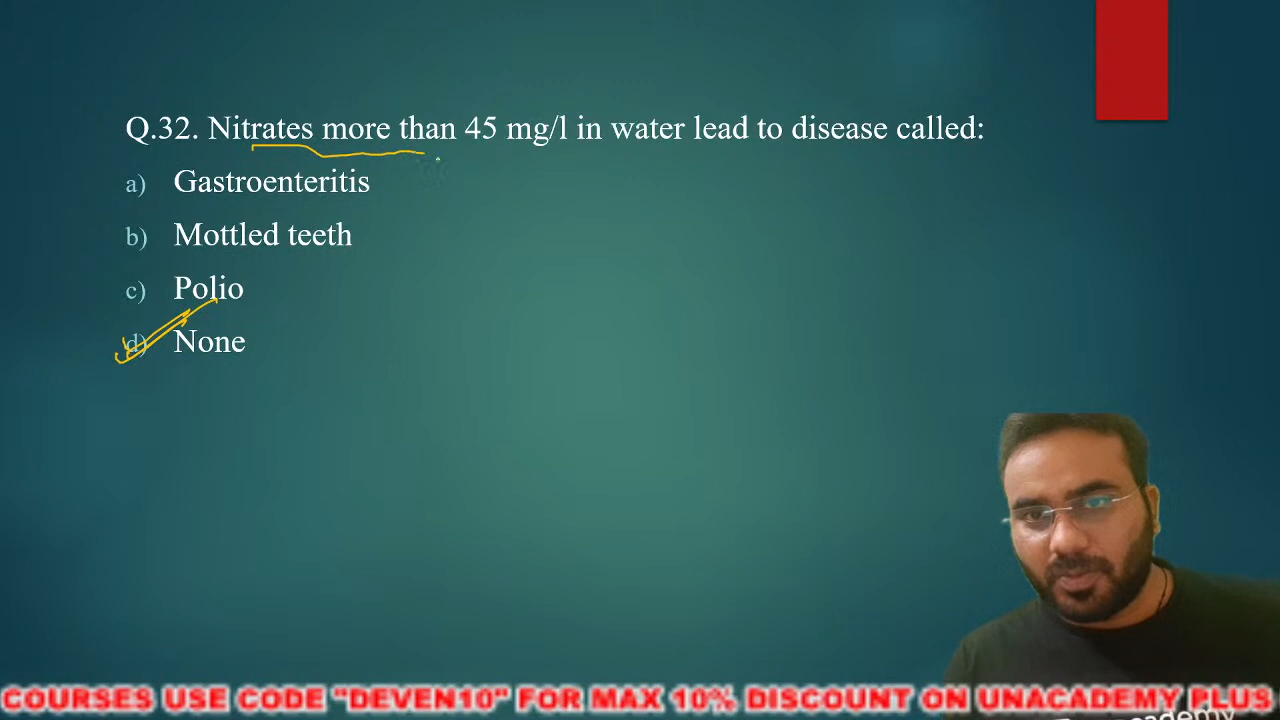 Q.32. Nitrates more than 45 mg/l in water lead to disease called:
a) Gastroenteritis
b) Mottled teeth
c) Polio
d) None
COURSES USE CODE "DEVEN10" FOR MAX 10% DISCOUNT ON UNACADEMY PLUS